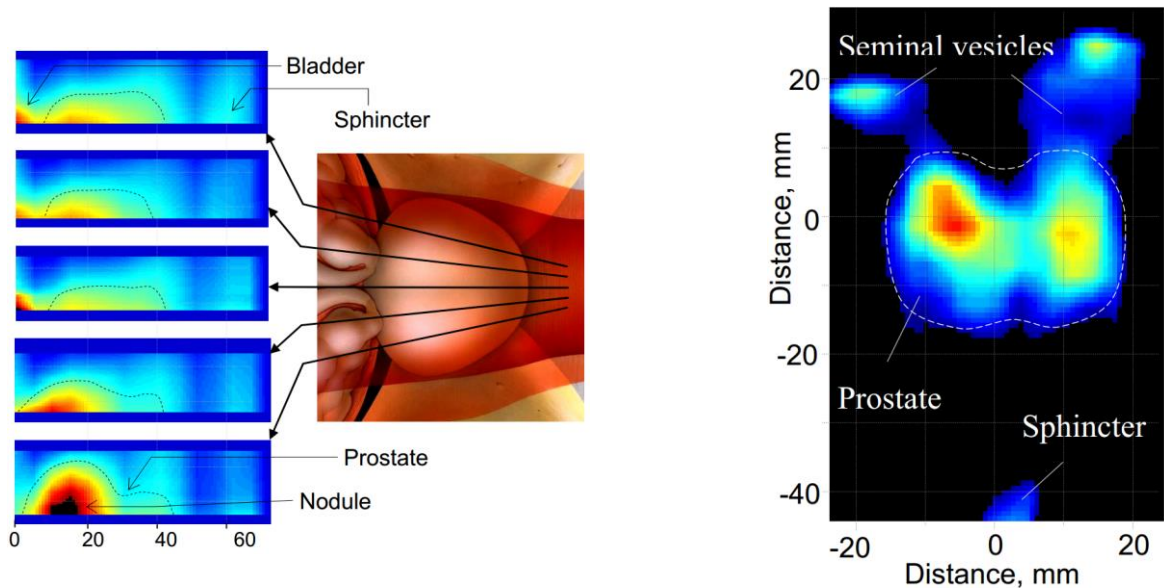 Bladder
Sphincter
Prostate
Nodule
0 20 40 60
Seminal vesicles
20
0
-20
-40
Distance, mm
Prostate
Sphincter
-20 0 20
Distance, mm